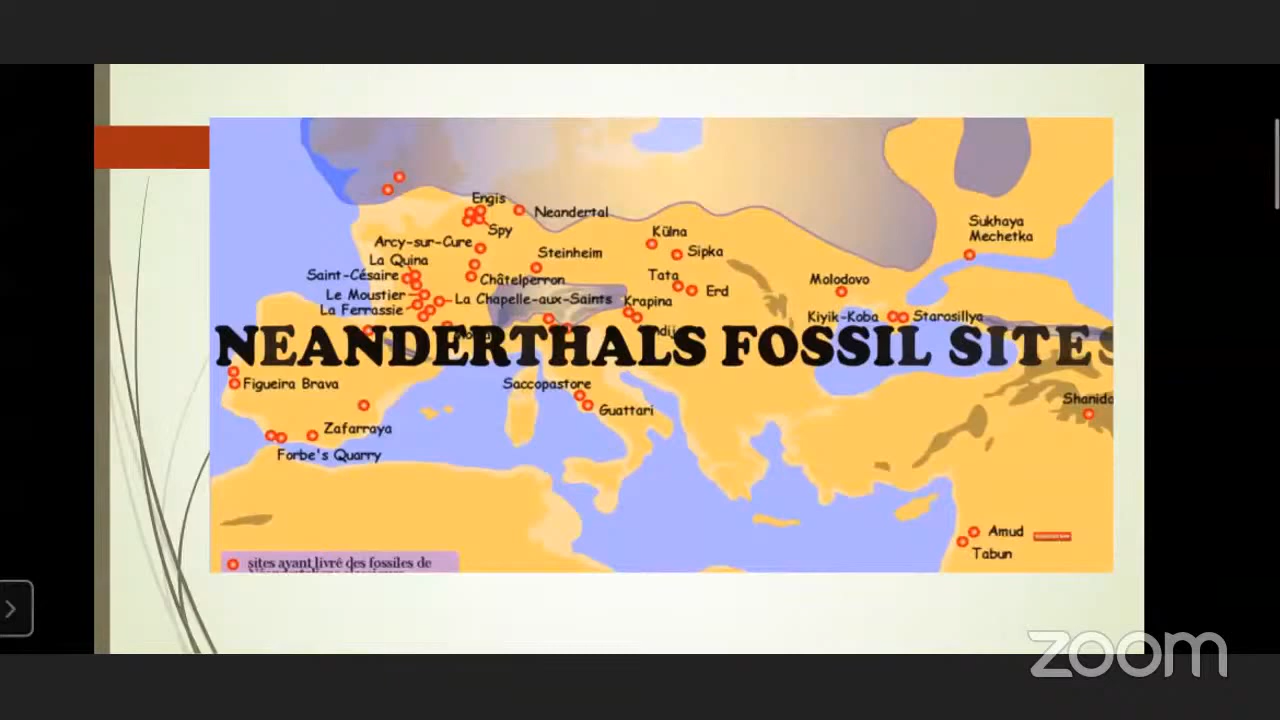 Engis
Neandertal
Spy
Sukhaya
Mechetka
Külna
Arcy-sur-Cure
Steinheim
Sipka
La Quina
Saint-Césaire
Châtelperron
Tata
Erd
Molodovo
Le Moustier
La Chapelle-aux-Saints
Krapina
La Ferrassie
Kiyik-Koba
Starosillya
NEANDERTHALS FOSSIL SITES
Figueira Brava
Saccopastore
Guattari
Shanida
Zafarraya
Forbe's Quarry
Amud
Tabun
sites ayant livré des fossiles de
zoom